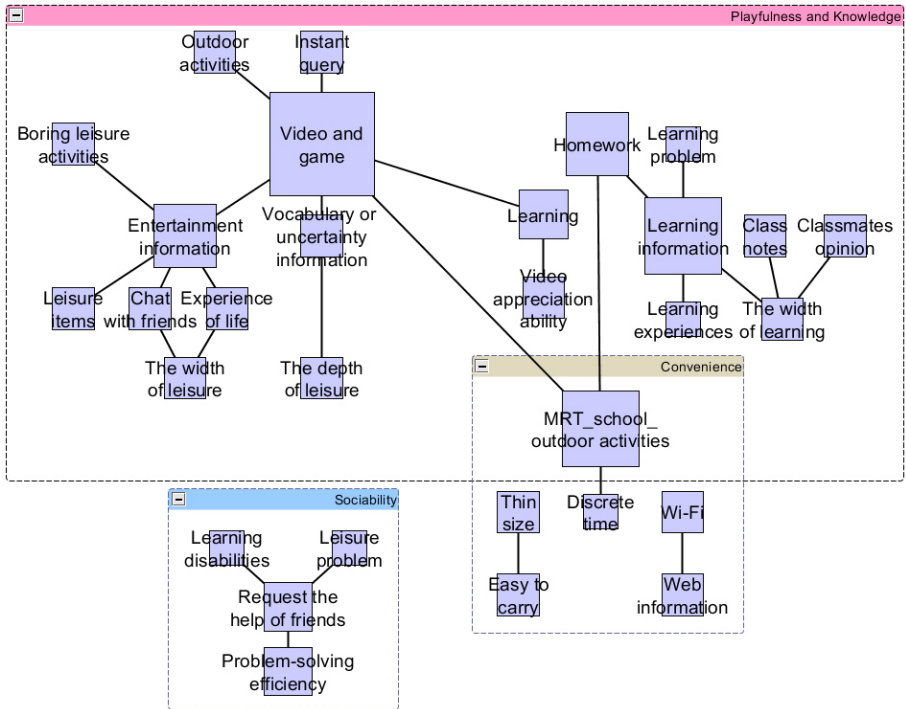 Playfulness and Knowledge
Outdoor
activities
Instant
query
Video and
game
Boring leisure
activities
Homework
Learning
problem
Entertainment
information
Vocabulary or
uncertainty
information
Learning
Learning
information
Class
notes
Classmates
opinion
Leisure
items
Chat
with friends
Experience
of life
Video
appreciation
ability
Learning
experiences
The width
of learning
The width
of leisure
The depth
of leisure
Convenience
MRT_school_
outdoor activities
Thin
size
Discrete
time
Wi-Fi
Easy to
carry
Web
information
Sociability
Learning
disabilities
Leisure
problem
Request the
help of friends
Problem-solving
efficiency